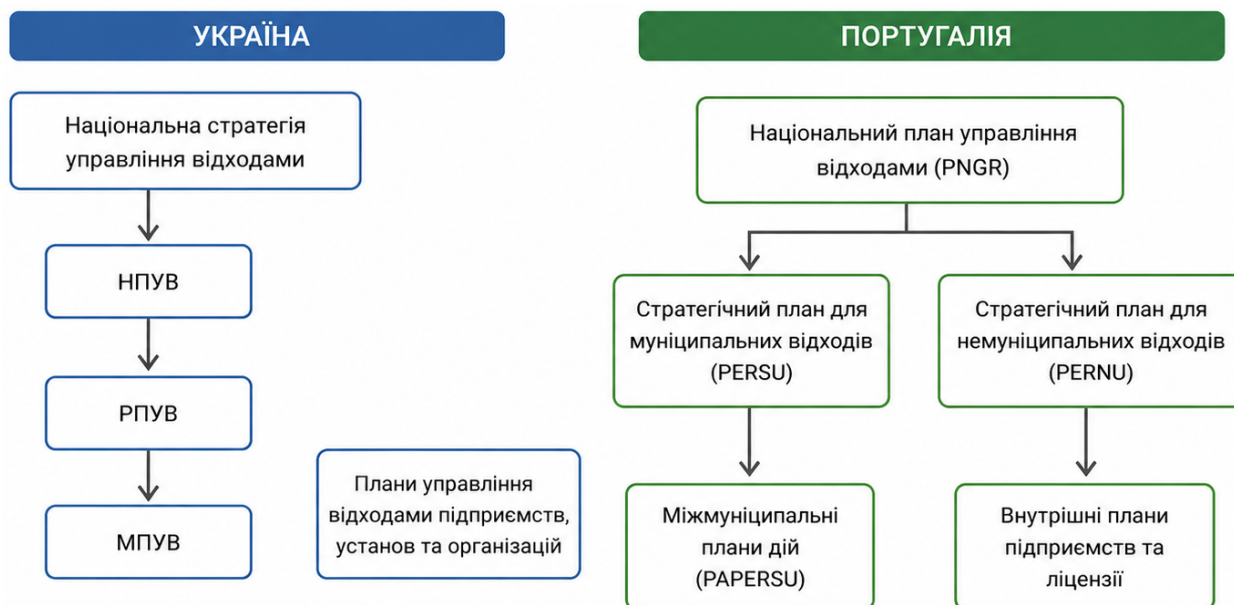 УКРАЇНА
Національна стратегія
управління відходами
НПУВ
РПУВ
МПУВ
Плани управління
відходами підприємств,
установ та організацій
ПОРТУГАЛІЯ
Національний план управління
відходами (PNGR)
Стратегічний план для
муніципальних відходів
(PERSU)
Стратегічний план для
немуніципальних відходів
(PERNU)
Міжмуніципальні
плани дій
(PAPERSU)
Внутрішні плани
підприємств та
ліцензії